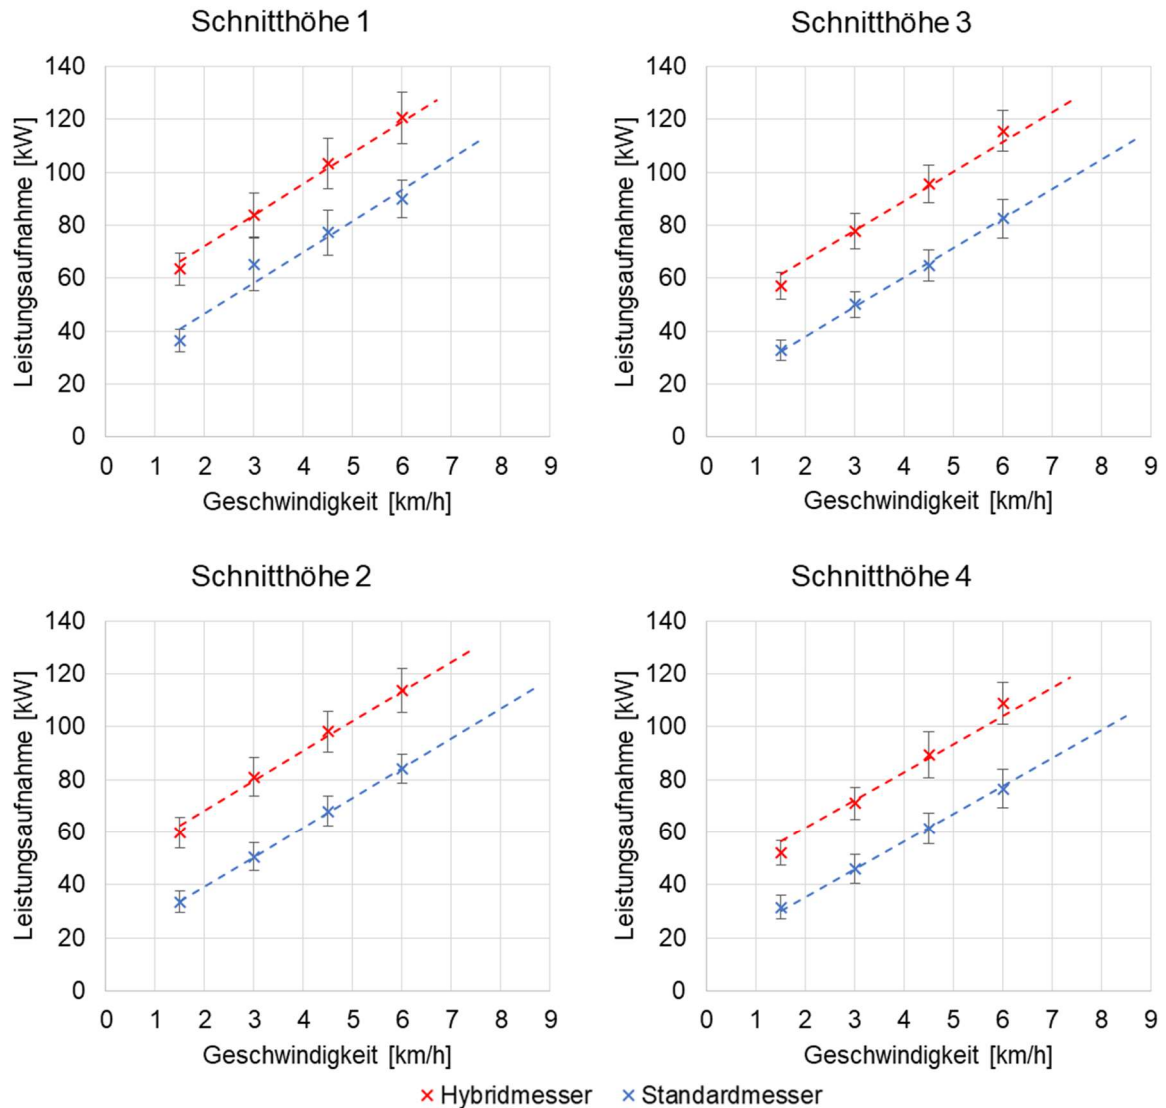 Schnitthöhe 1
Leistungsaufnahme [kW]
140
120
100
80
60
40
20
0
0 1 2 3 4 5 6 7 8 9
Geschwindigkeit [km/h]
Schnitthöhe 3
Leistungsaufnahme [kW]
140
120
100
80
60
40
20
0
0 1 2 3 4 5 6 7 8 9
Geschwindigkeit [km/h]
Schnitthöhe 2
Leistungsaufnahme [kW]
140
120
100
80
60
40
20
0
0 1 2 3 4 5 6 7 8 9
Geschwindigkeit [km/h]
Schnitthöhe 4
Leistungsaufnahme [kW]
140
120
100
80
60
40
20
0
0 1 2 3 4 5 6 7 8 9
Geschwindigkeit [km/h]
Hybridmesser Standardmesser